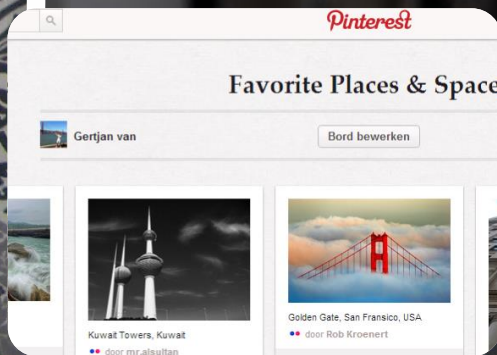 Pinterest
Favorite Places & Space
Gertjan van
Bord bewerken
Kuwait Towers, Kuwait
door mr.alsultan
Golden Gate, San Fransico, USA
door Rob Kroenert